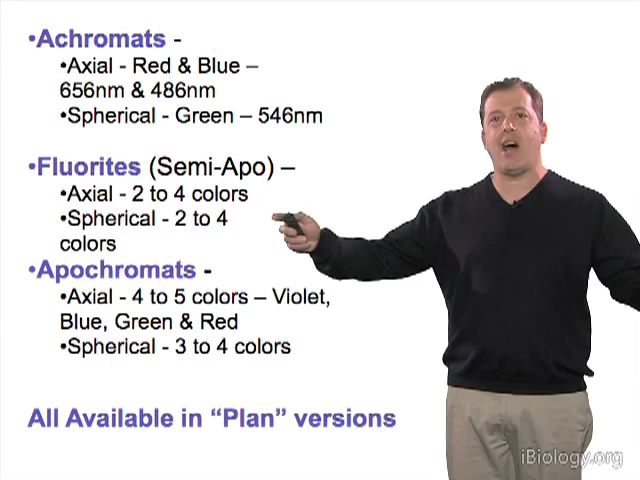 •Achromats -
•Axial - Red & Blue –
656nm & 486nm
•Spherical - Green – 546nm
•Fluorites (Semi-Apo) –
•Axial - 2 to 4 colors
•Spherical - 2 to 4
colors
•Apochromats -
•Axial - 4 to 5 colors – Violet,
Blue, Green & Red
•Spherical - 3 to 4 colors
All Available in “Plan” versions
iBiology.org